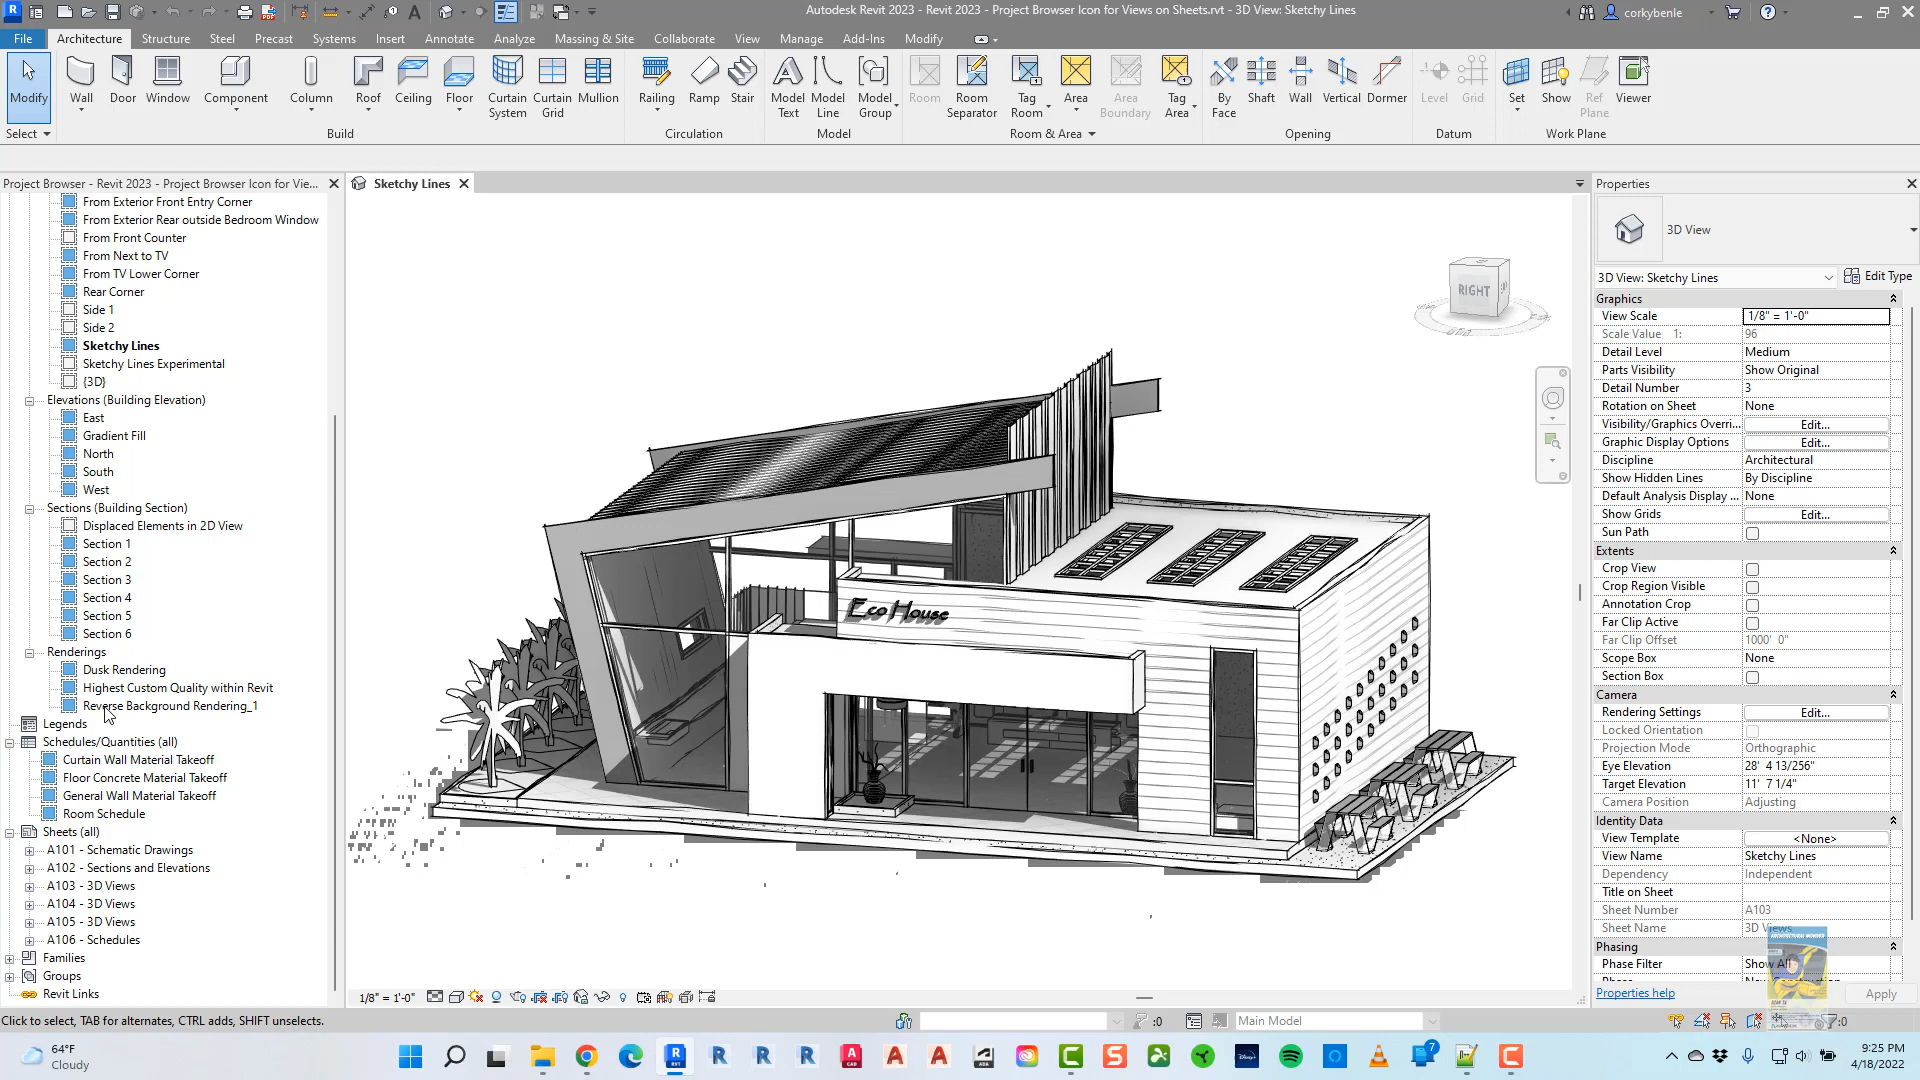 Autodesk Revit 2023 - Revit 2023 - Project Browser Icon for Views on Sheets.rvt - 3D View: Sketchy Lines
corkybenle
File
Architecture
Structure
Steel
Precast
Systems
Insert
Annotate
Analyze
Massing & Site
Collaborate
View
Manage
Add-Ins
Modify
Modify
Wall
Door
Window
Component
Column
Roof
Ceiling
Floor
Curtain System
Curtain Grid
Mullion
Railing
Ramp
Stair
Model Text
Model Line
Model Group
Room
Room Separator
Tag Room
Area
Area Boundary
Tag Area
By Face
Shaft
Wall
Vertical
Dormer
Level
Grid
Set
Show
Ref Plane
Viewer
Select
Build
Circulation
Model
Room & Area
Opening
Datum
Work Plane
Project Browser - Revit 2023 - Project Browser Icon for Vie...
From Exterior Front Entry Corner
From Exterior Rear outside Bedroom Window
From Front Counter
From Next to TV
From TV Lower Corner
Rear Corner
Side 1
Side 2
Sketchy Lines
Sketchy Lines Experimental
{3D}
Elevations (Building Elevation)
East
Gradient Fill
North
South
West
Sections (Building Section)
Displaced Elements in 2D View
Section 1
Section 2
Section 3
Section 4
Section 5
Section 6
Renderings
Dusk Rendering
Highest Custom Quality within Revit
Reverse Background Rendering_1
Legends
Schedules/Quantities (all)
Curtain Wall Material Takeoff
Floor Concrete Material Takeoff
General Wall Material Takeoff
Room Schedule
Sheets (all)
A101 - Schematic Drawings
A102 - Sections and Elevations
A103 - 3D Views
A104 - 3D Views
A105 - 3D Views
A106 - Schedules
Families
Groups
Revit Links
Sketchy Lines
RIGHT
Eco House
1/8" = 1'-0"
Properties
3D View
3D View: Sketchy Lines
Edit Type
Graphics
View Scale 1/8" = 1'-0"
Scale Value 1: 96
Detail Level Medium
Parts Visibility Show Original
Detail Number 3
Rotation on Sheet None
Visibility/Graphics Overri... Edit...
Graphic Display Options Edit...
Discipline Architectural
Show Hidden Lines By Discipline
Default Analysis Display ... None
Show Grids Edit...
Sun Path
Extents
Crop View
Crop Region Visible
Annotation Crop
Far Clip Active
Far Clip Offset 1000' 0"
Scope Box None
Section Box
Camera
Rendering Settings Edit...
Locked Orientation
Projection Mode Orthographic
Eye Elevation 28' 4 13/256"
Target Elevation 11' 7 1/4"
Camera Position Adjusting
Identity Data
View Template <None>
View Name Sketchy Lines
Dependency Independent
Title on Sheet
Sheet Number A103
Sheet Name 3D Views
Phasing
Phase Filter Show All
Properties help
Apply
Click to select, TAB for alternates, CTRL adds, SHIFT unselects.
:0
Main Model
:0
64°F
Cloudy
7
9:25 PM
4/18/2022